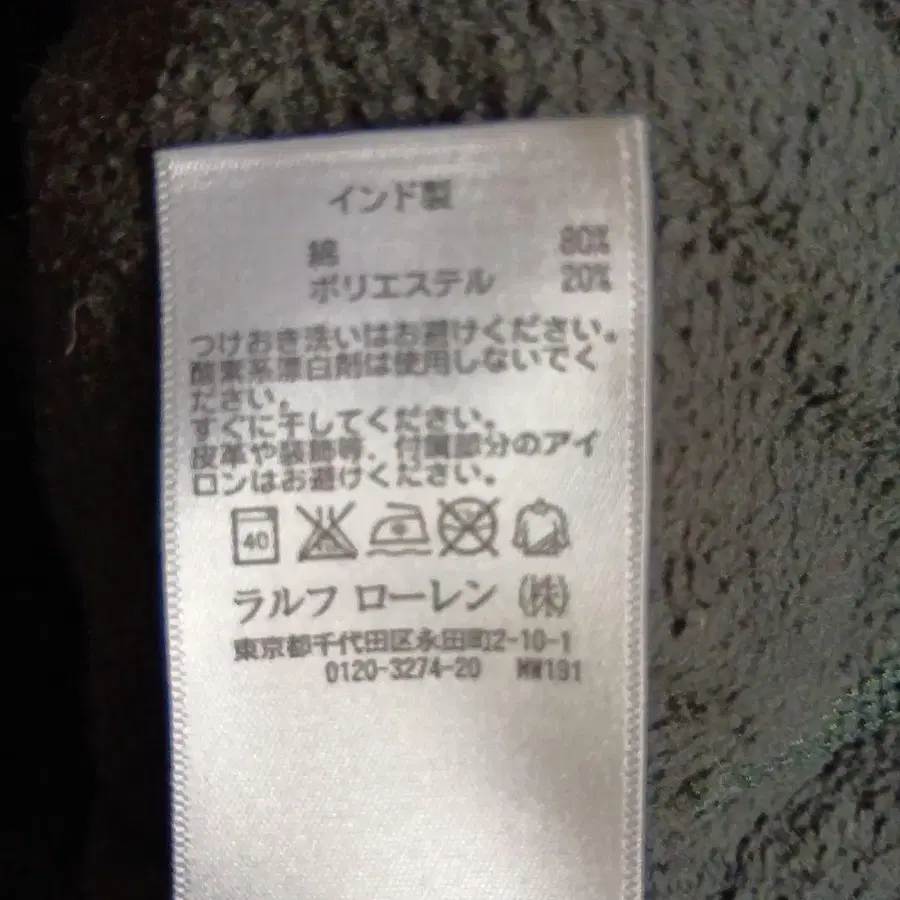 インド製
綿 80%
ポリエステル 20%
つけおき洗いはお避けください。
酸素系漂白剤は使用しないでく
ださい。
すぐに干してください。
皮革や装飾等、付属部分のアイ
ロンはお避けください。
40
ラルフ ローレン (株)
東京都千代田区永田町2-10-1
0120-3274-20 MW191